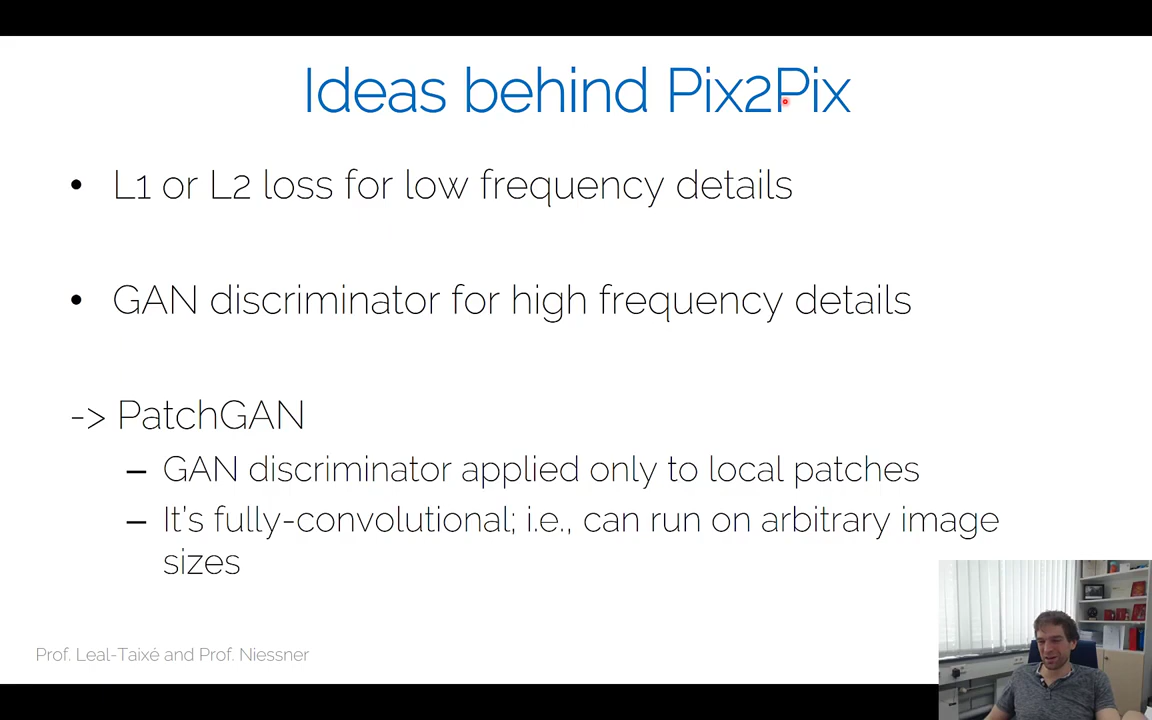 Ideas behind Pix2Pix
• L1 or L2 loss for low frequency details
• GAN discriminator for high frequency details
-> PatchGAN
– GAN discriminator applied only to local patches
– It's fully-convolutional; i.e., can run on arbitrary image
sizes
Prof. Leal-Taixé and Prof. Niessner